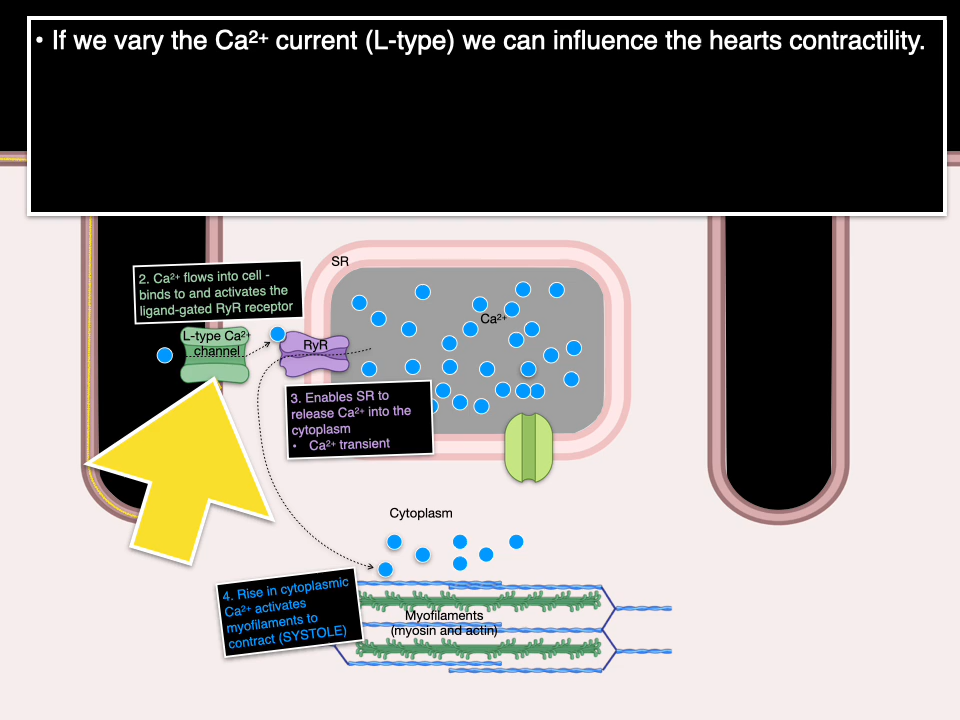 • If we vary the Ca²⁺ current (L-type) we can influence the hearts contractility.
SR
2. Ca²⁺ flows into cell -
binds to and activates the
ligand-gated RyR receptor
Ca²⁺
L-type Ca²⁺
channel
RyR
3. Enables SR to
release Ca²⁺ into the
cytoplasm
• Ca²⁺ transient
Cytoplasm
4. Rise in cytoplasmic
Ca²⁺ activates
myofilaments to
contract (SYSTOLE)
Myofilaments
(myosin and actin)